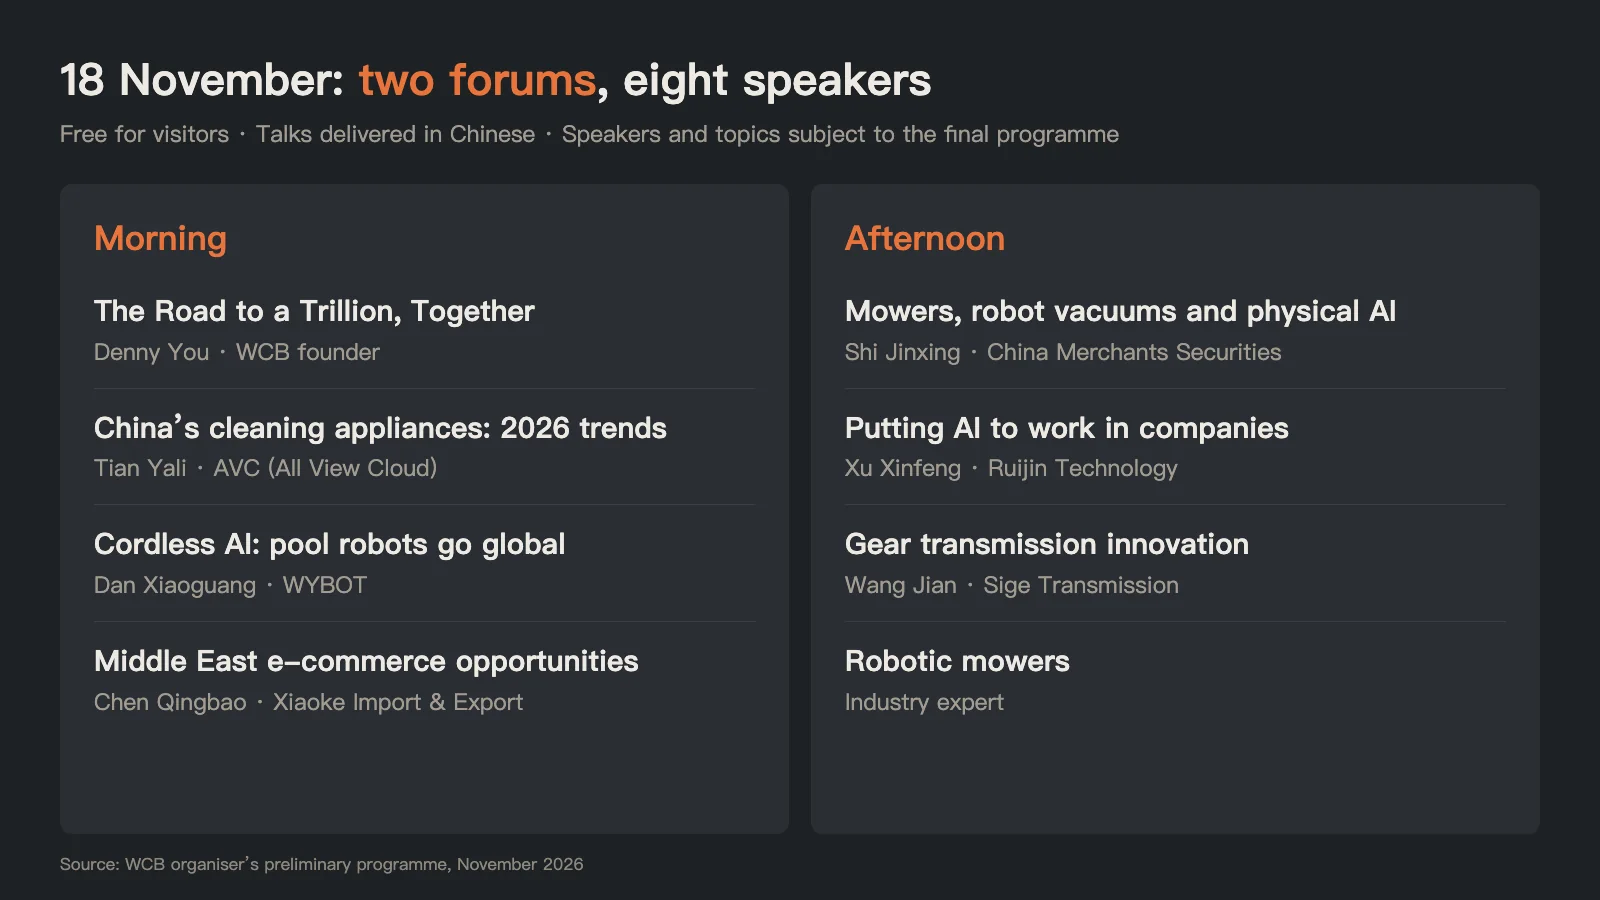 18 November: two forums, eight speakers
Free for visitors · Talks delivered in Chinese · Speakers and topics subject to the final programme
Morning
The Road to a Trillion, Together
Denny You · WCB founder
China’s cleaning appliances: 2026 trends
Tian Yali · AVC (All View Cloud)
Cordless AI: pool robots go global
Dan Xiaoguang · WYBOT
Middle East e-commerce opportunities
Chen Qingbao · Xiaoke Import & Export
Afternoon
Mowers, robot vacuums and physical AI
Shi Jinxing · China Merchants Securities
Putting AI to work in companies
Xu Xinfeng · Ruijin Technology
Gear transmission innovation
Wang Jian · Sige Transmission
Robotic mowers
Industry expert
Source: WCB organiser’s preliminary programme, November 2026